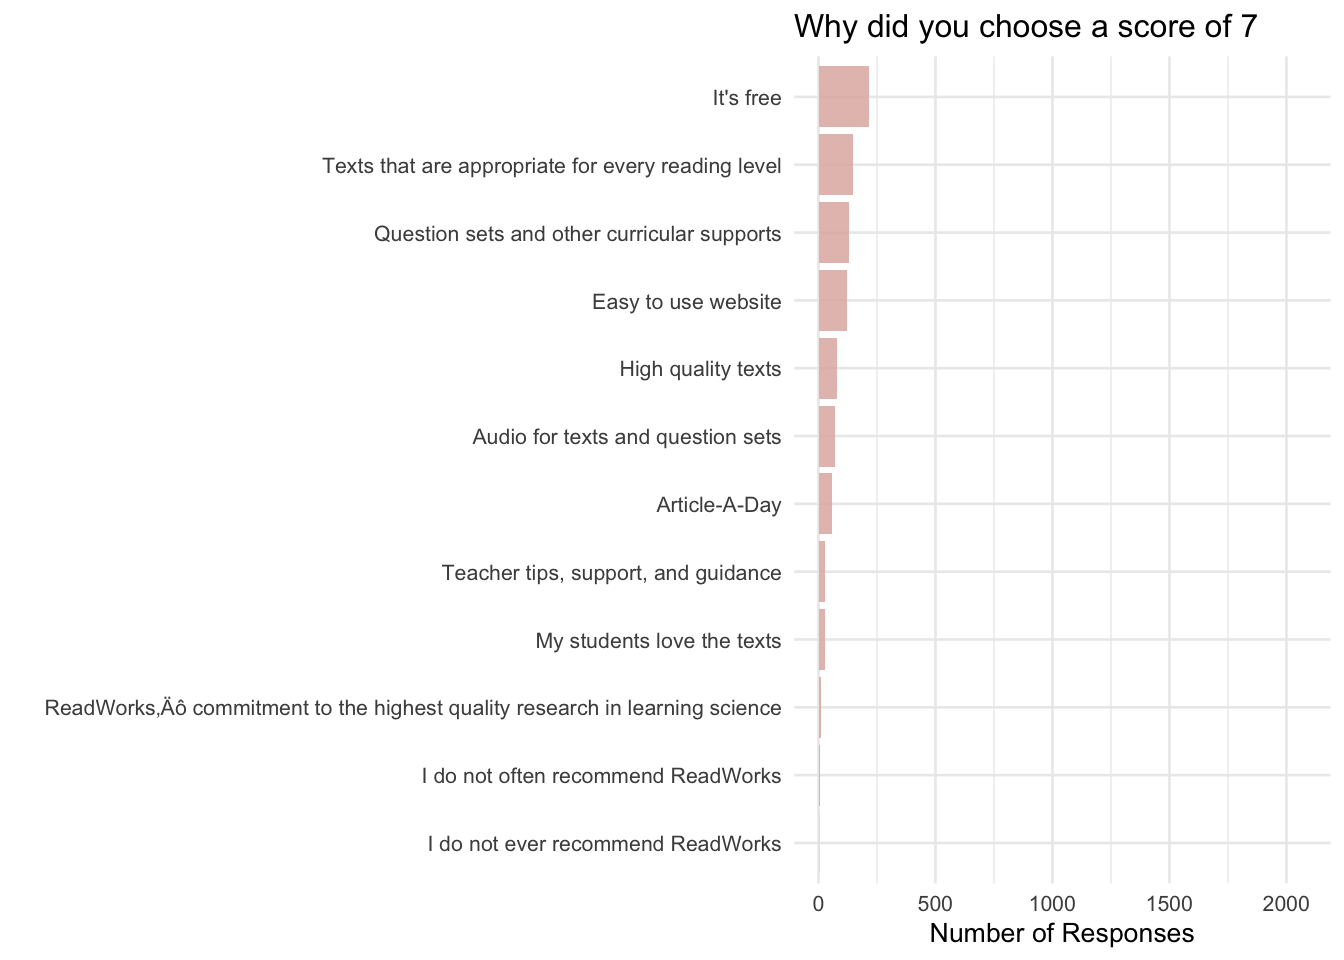 Why did you choose a score of 7
It's free
Texts that are appropriate for every reading level
Question sets and other curricular supports
Easy to use website
High quality texts
Audio for texts and question sets
Article-A-Day
Teacher tips, support, and guidance
My students love the texts
ReadWorks‚Äô commitment to the highest quality research in learning science
I do not often recommend ReadWorks
I do not ever recommend ReadWorks
0 500 1000 1500 2000
Number of Responses